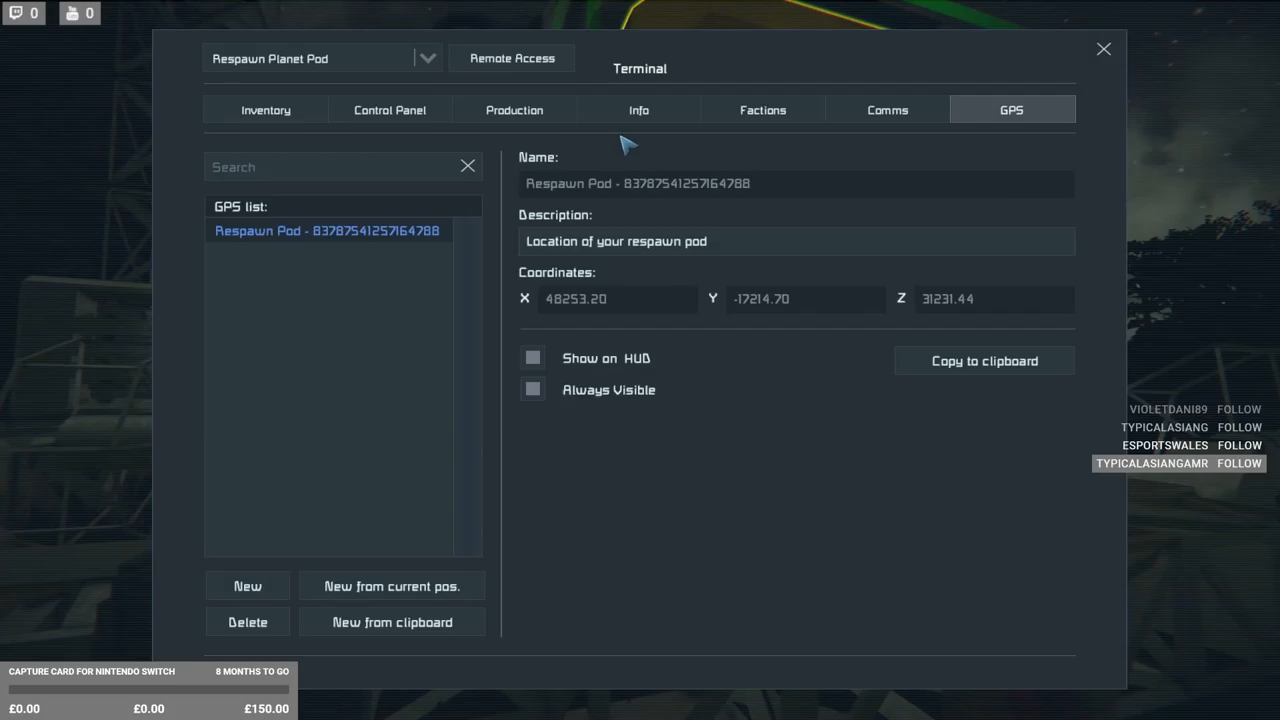 0 0
Respawn Planet Pod
Remote Access
Terminal
Inventory
Control Panel
Production
Info
Factions
Comms
GPS
Search
GPS list:
Respawn Pod - 83787541257164788
Name:
Respawn Pod - 83787541257164788
Description:
Location of your respawn pod
Coordinates:
X 48253.20 Y -17214.70 Z 31231.44
Show on HUD
Always Visible
Copy to clipboard
New
New from current pos.
Delete
New from clipboard
VIOLETDANI89 FOLLOW
TYPICALASIANG FOLLOW
ESPORTSWALES FOLLOW
TYPICALASIANGAMR FOLLOW
CAPTURE CARD FOR NINTENDO SWITCH 8 MONTHS TO GO
£0.00 £0.00 £150.00